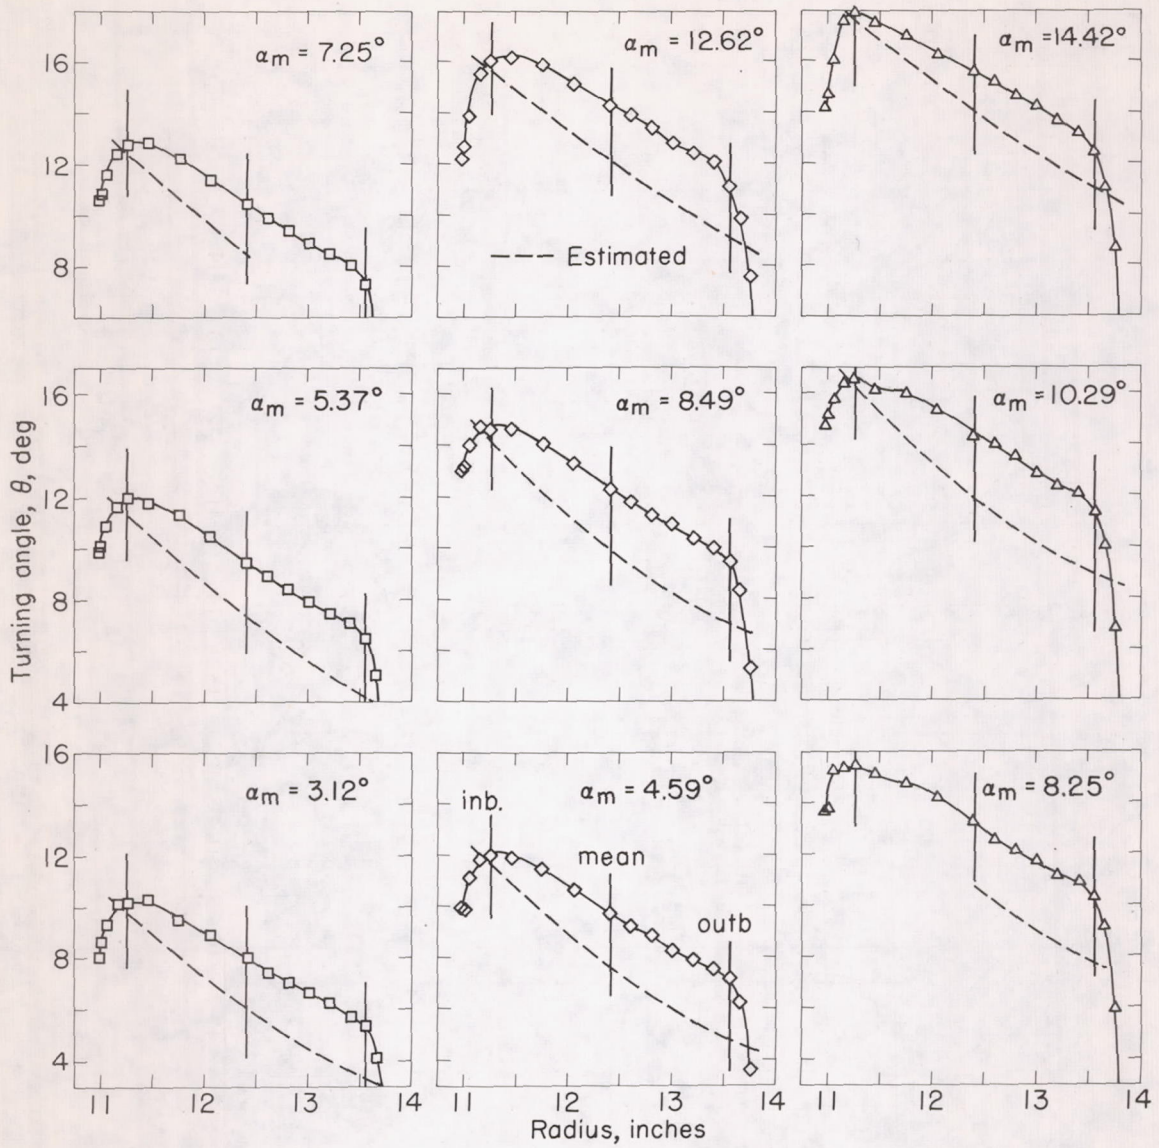 αm = 7.25°
αm = 12.62°
αm = 14.42°
16
12
8
Estimated
αm = 5.37°
αm = 8.49°
αm = 10.29°
16
12
8
4
Turning angle, θ, deg
αm = 3.12°
inb.
αm = 4.59°
αm = 8.25°
mean
outb
16
12
8
4
11 12 13 14 11 12 13 14 11 12 13 14
Radius, inches